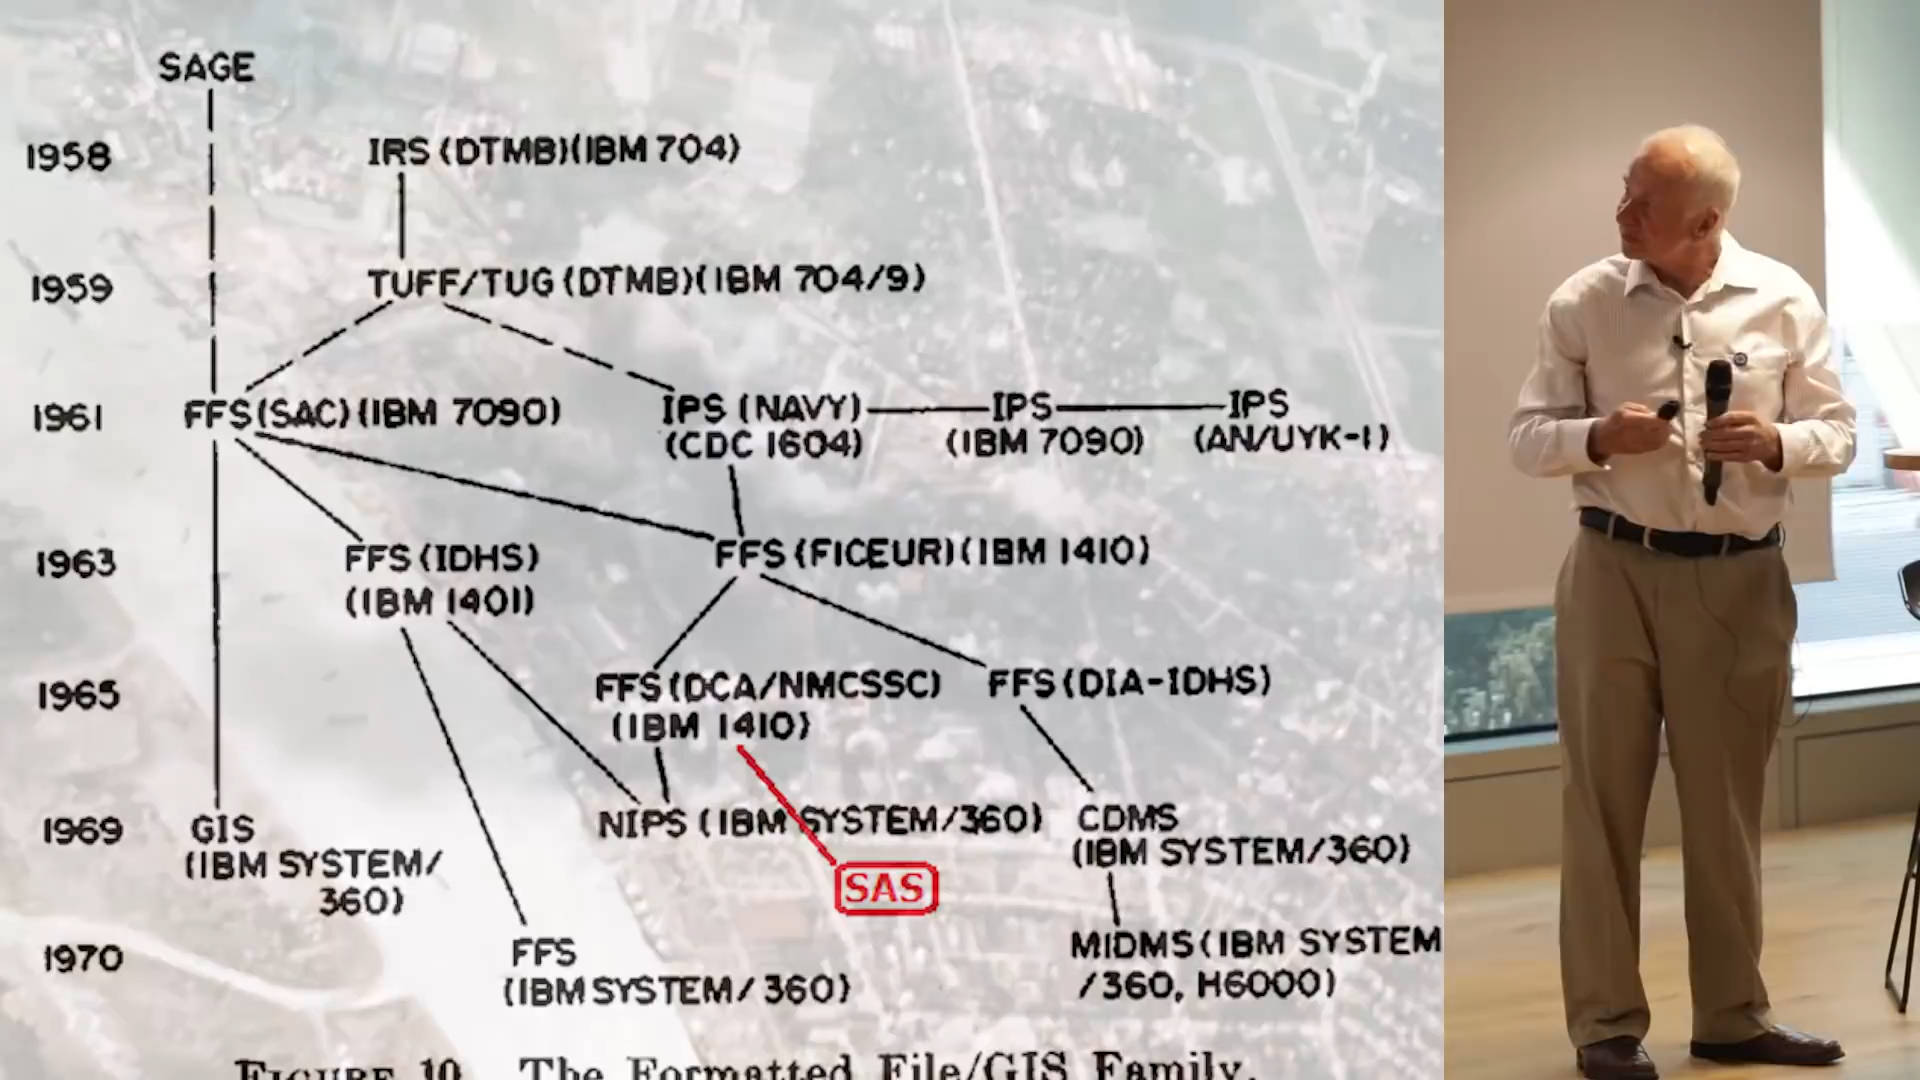 SAGE
1958
IRS (DTMB)(IBM 704)
1959
TUFF/TUG (DTMB)(IBM 704/9)
1961
FFS (SAC) (IBM 7090)
IPS (NAVY)
(CDC 1604)
IPS
(IBM 7090)
IPS
(AN/UYK-1)
1963
FFS (IDHS)
(IBM 1401)
FFS (FICEUR)(IBM 1410)
1965
FFS (DCA/NMCSSC)
(IBM 1410)
FFS (DIA-IDHS)
1969
GIS
(IBM SYSTEM/
360)
NIPS (IBM SYSTEM/360)
CDMS
(IBM SYSTEM/360)
SAS
1970
FFS
(IBM SYSTEM/360)
MIDMS (IBM SYSTEM
/360, H6000)
FIGURE 10. The Formatted File/GIS Family.